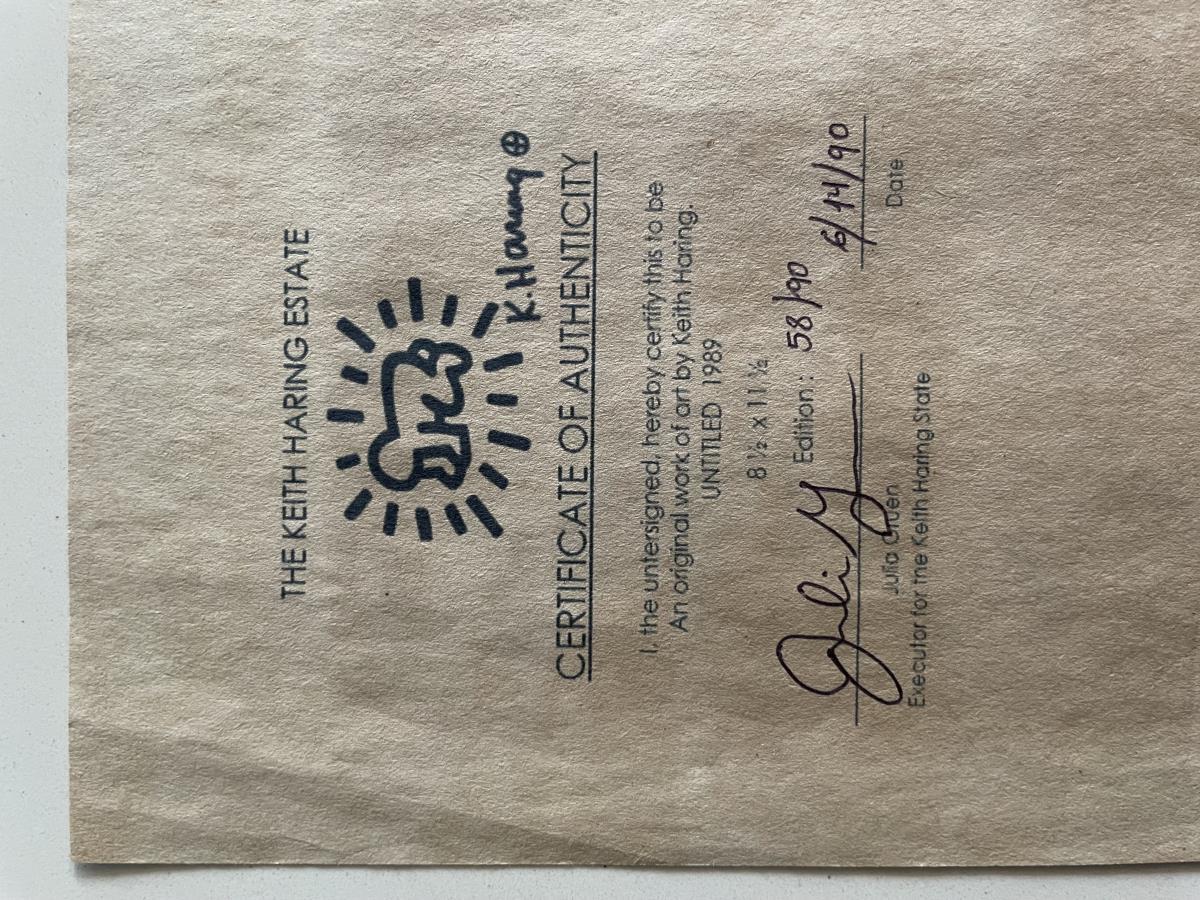 THE KEITH HARING ESTATE
K. Haring
CERTIFICATE OF AUTHENTICITY
I, the untersigned, hereby certify this to be
An original work of art by Keith Haring.
UNTITLED 1989
8 ½ x 11 ½
Edition.: 58/90
6/14/90
Julia Gruen
Date
Executor for the Keith Haring State